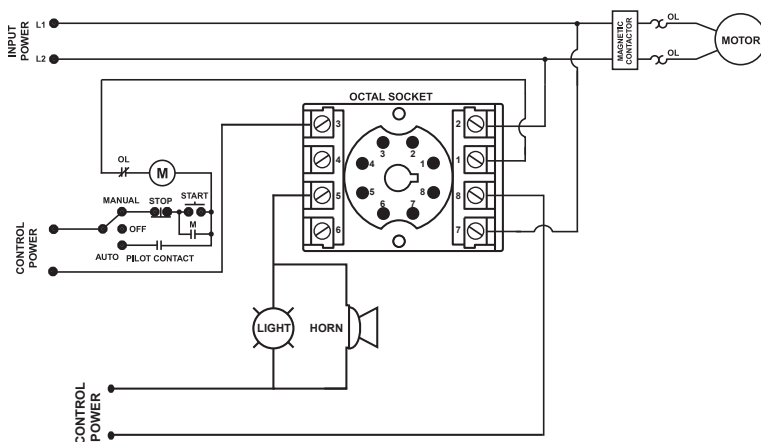 INPUT
POWER
L1
L2
MAGNETIC
CONTACTOR
OL
OL
MOTOR
OCTAL SOCKET
3
4
5
6
2
1
8
7
3
2
4
1
5
8
6
7
OL
M
MANUAL
STOP
START
M
OFF
AUTO
PILOT CONTACT
CONTROL
POWER
LIGHT
HORN
CONTROL
POWER